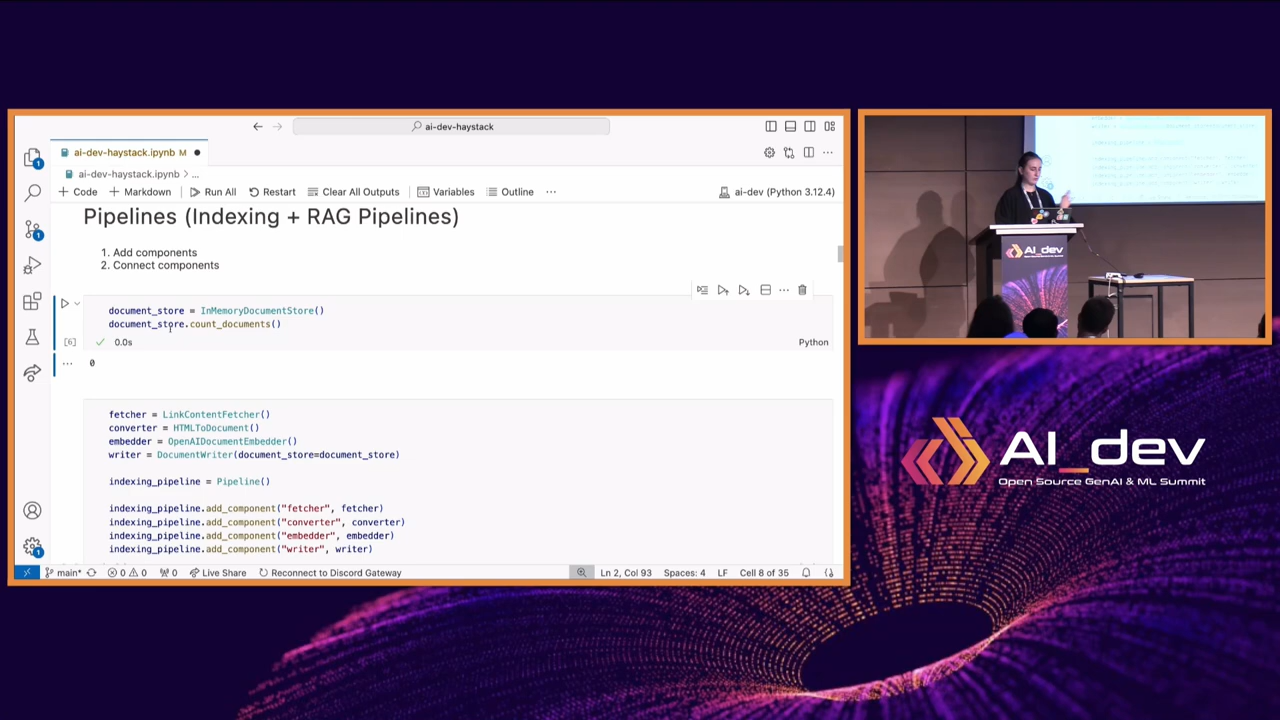 ai-dev-haystack
ai-dev-haystack.ipynb M
ai-dev-haystack.ipynb > ...
+ Code + Markdown Run All Restart Clear All Outputs Variables Outline ... ai-dev (Python 3.12.4)
Pipelines (Indexing + RAG Pipelines)
1. Add components
2. Connect components
document_store = InMemoryDocumentStore()
document_store.count_documents()
[6] 0.0s Python
... 0
fetcher = LinkContentFetcher()
converter = HTMLToDocument()
embedder = OpenAIDocumentEmbedder()
writer = DocumentWriter(document_store=document_store)
indexing_pipeline = Pipeline()
indexing_pipeline.add_component("fetcher", fetcher)
indexing_pipeline.add_component("converter", converter)
indexing_pipeline.add_component("embedder", embedder)
indexing_pipeline.add_component("writer", writer)
main* 0 0 0 Live Share Reconnect to Discord Gateway Ln 2, Col 93 Spaces: 4 LF Cell 8 of 35
1
1
1
AI_dev
AI_dev
Open Source GenAI & ML Summit